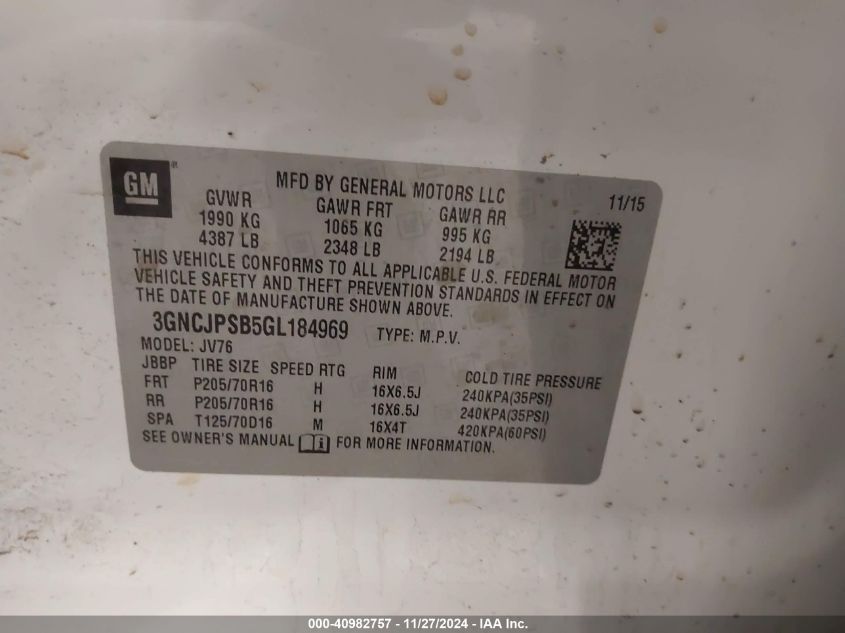 GM ®
MFD BY GENERAL MOTORS LLC
11/15
GVWR GAWR FRT GAWR RR
1990 KG 1065 KG 995 KG
4387 LB 2348 LB 2194 LB
THIS VEHICLE CONFORMS TO ALL APPLICABLE U.S. FEDERAL MOTOR
VEHICLE SAFETY AND THEFT PREVENTION STANDARDS IN EFFECT ON
THE DATE OF MANUFACTURE SHOWN ABOVE.
3GNCJPSB5GL184969 TYPE: M.P.V.
MODEL: JV76
JBBP TIRE SIZE SPEED RTG RIM COLD TIRE PRESSURE
FRT P205/70R16 H 16X6.5J 240KPA(35PSI)
RR P205/70R16 H 16X6.5J 240KPA(35PSI)
SPA T125/70D16 M 16X4T 420KPA(60PSI)
SEE OWNER'S MANUAL i FOR MORE INFORMATION.
000-40982757 - 11/27/2024 - IAA Inc.